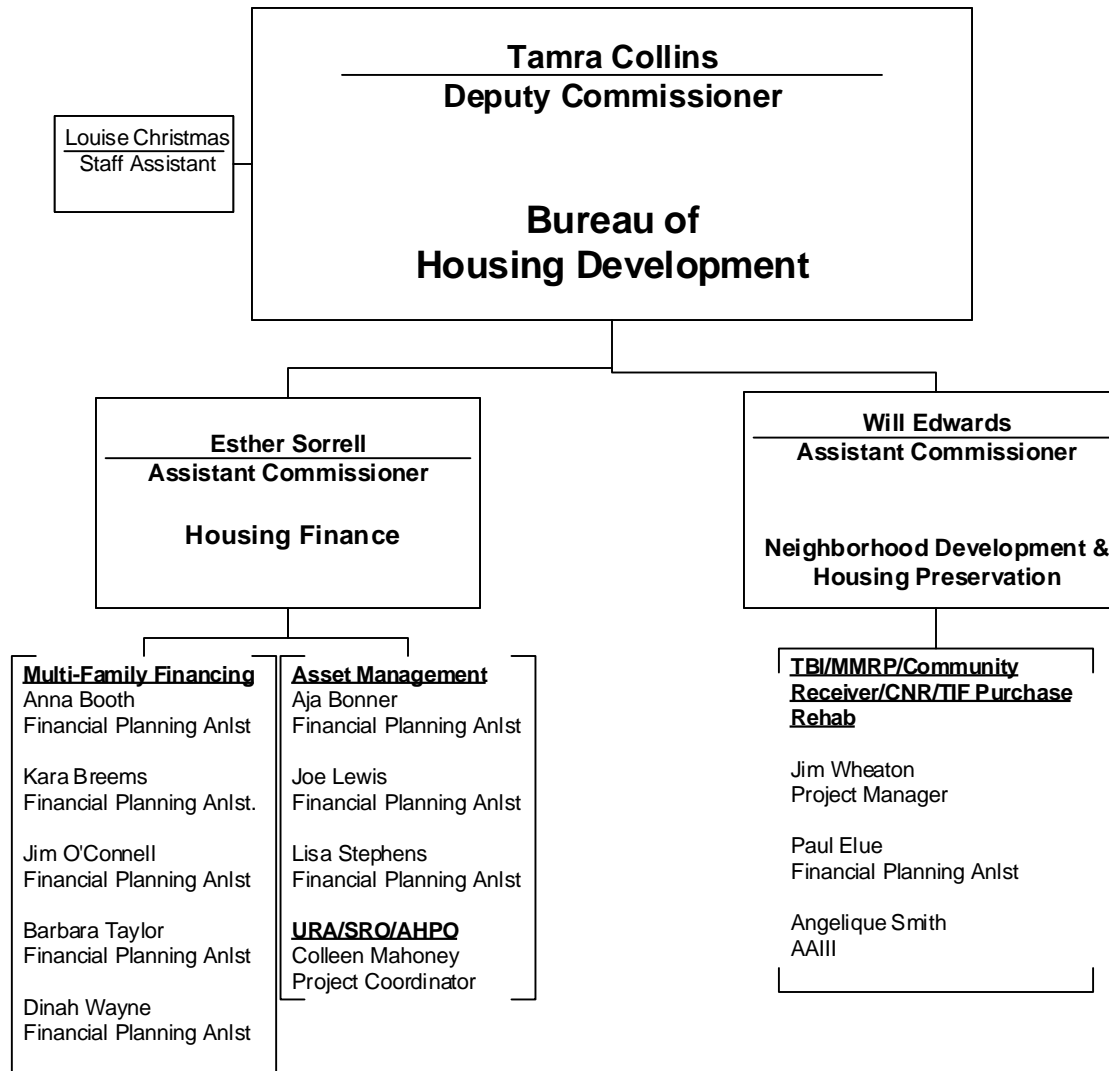 Tamra Collins
Deputy Commissioner
Louise Christmas
Staff Assistant
Bureau of
Housing Development
Esther Sorrell
Assistant Commissioner
Housing Finance
Will Edwards
Assistant Commissioner
Neighborhood Development &
Housing Preservation
Multi-Family Financing
Anna Booth
Financial Planning Anlst
Kara Breems
Financial Planning Anlst.
Jim O'Connell
Financial Planning Anlst
Barbara Taylor
Financial Planning Anlst
Dinah Wayne
Financial Planning Anlst
Asset Management
Aja Bonner
Financial Planning Anlst
Joe Lewis
Financial Planning Anlst
Lisa Stephens
Financial Planning Anlst
URA/SRO/AHPO
Colleen Mahoney
Project Coordinator
TBI/MMRP/Community
Receiver/CNR/TIF Purchase
Rehab
Jim Wheaton
Project Manager
Paul Elue
Financial Planning Anlst
Angelique Smith
AAIII